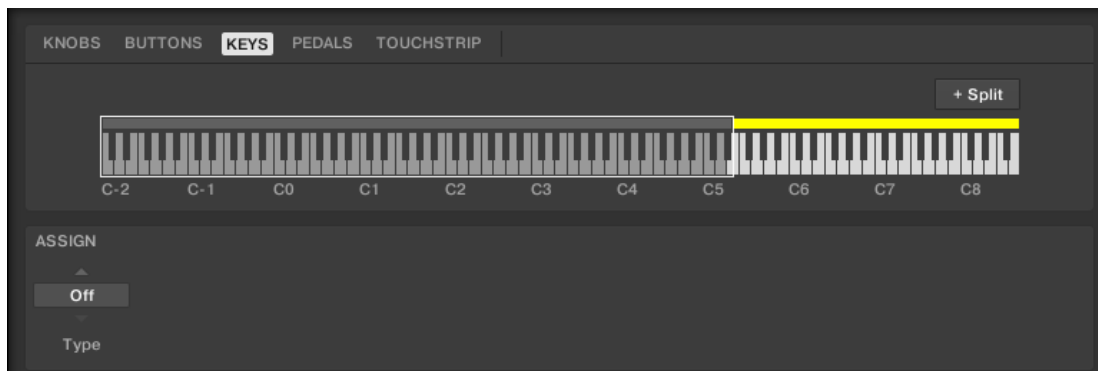 KNOBS BUTTONS KEYS PEDALS TOUCHSTRIP
+ Split
C-2 C-1 C0 C1 C2 C3 C4 C5 C6 C7 C8
ASSIGN
Off
Type